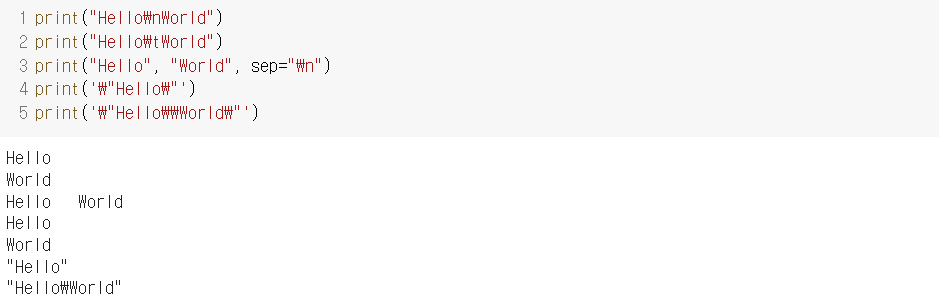 1 print("Hello₩nWorld")
2 print("Hello₩tWorld")
3 print("Hello", "World", sep="₩n")
4 print('₩"Hello₩"')
5 print('₩"Hello₩₩World₩"')
Hello
World
Hello   World
Hello
World
"Hello"
"Hello₩World"